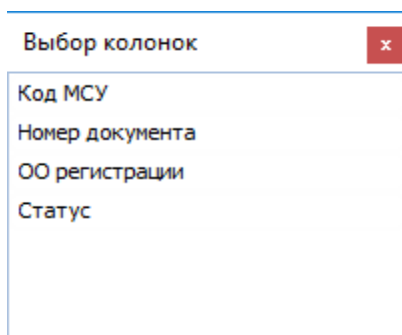 Выбор колонок
x
Код МСУ
Номер документа
ОО регистрации
Статус